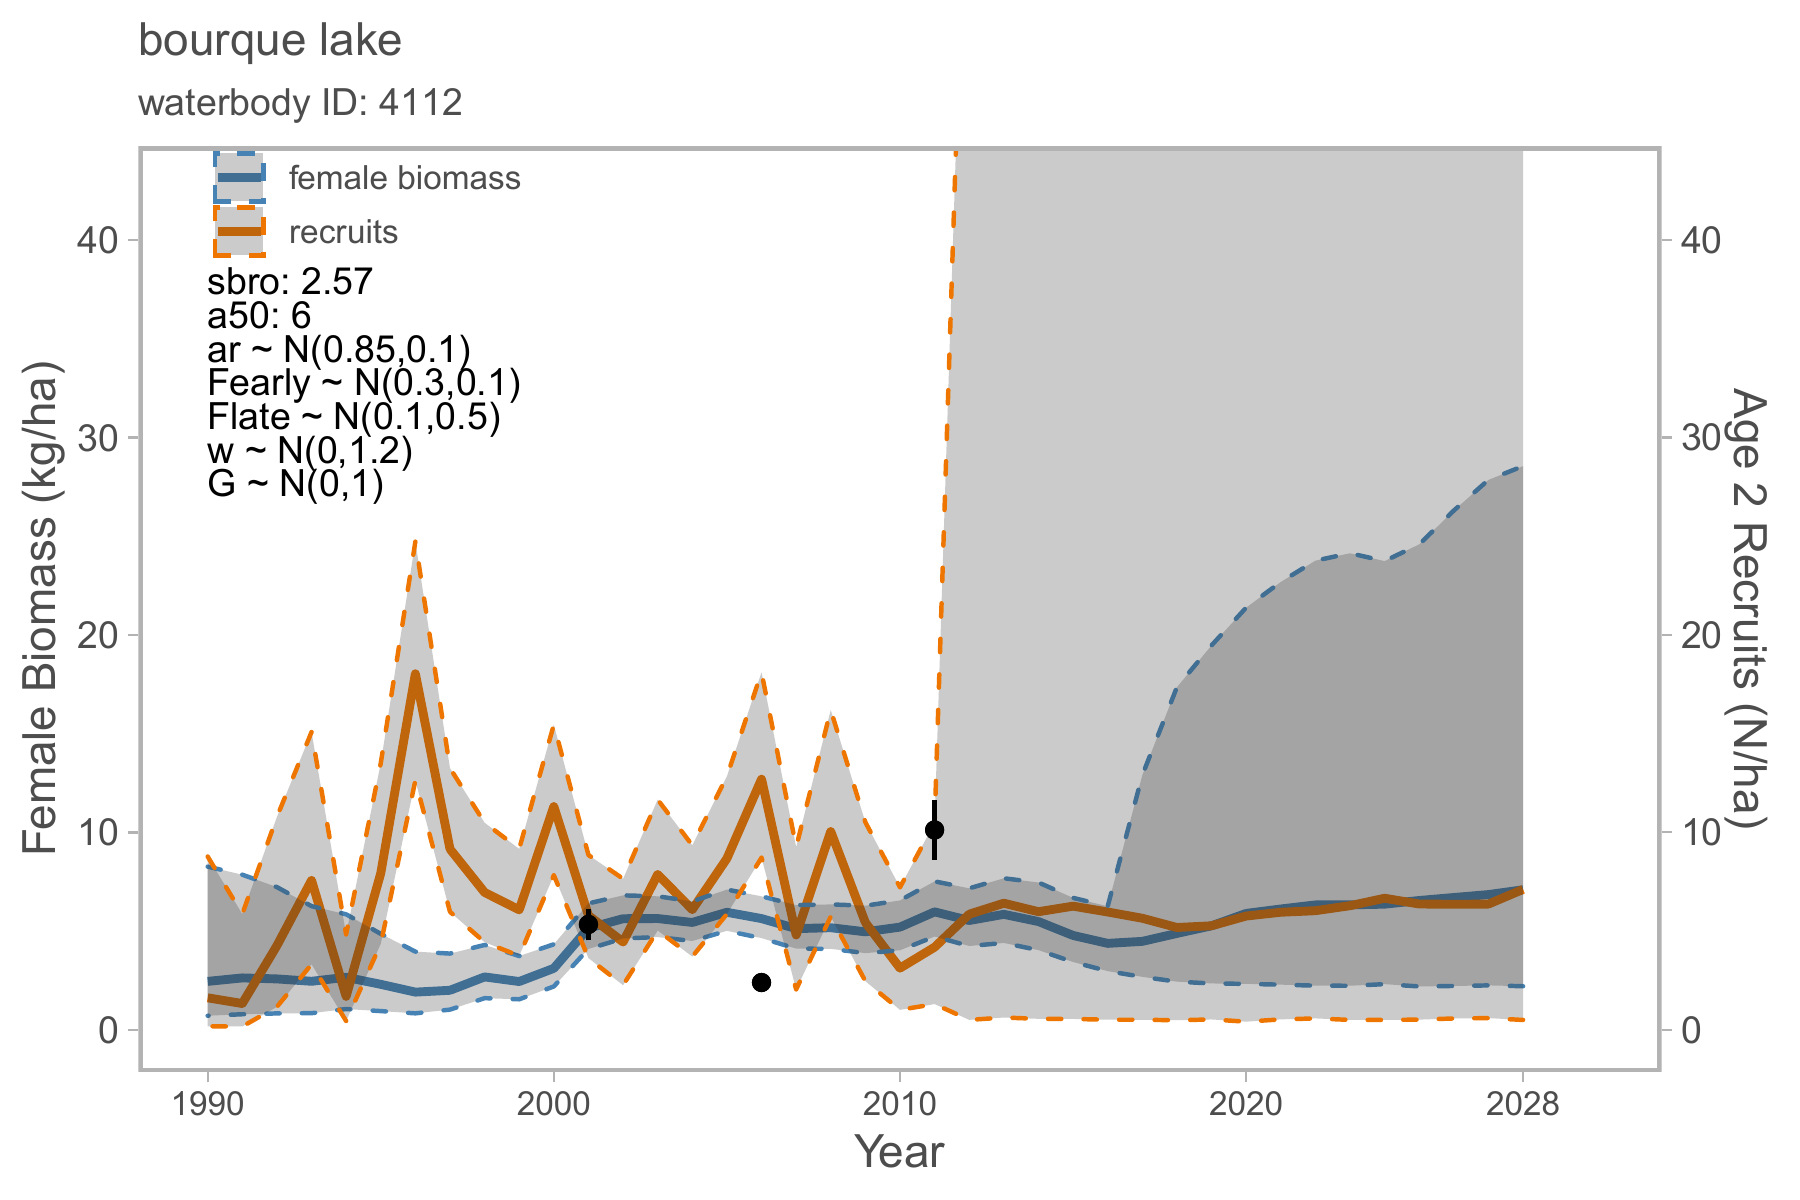 bourque lake
waterbody ID: 4112
female biomass
recruits
sbro: 2.57
a50: 6
ar ~ N(0.85,0.1)
Fearly ~ N(0.3,0.1)
Flate ~ N(0.1,0.5)
w ~ N(0,1.2)
G ~ N(0,1)
Female Biomass (kg/ha)
40
30
20
10
0
40
30
20
10
0
Age 2 Recruits (N/ha)
1990 2000 2010 2020 2028
Year